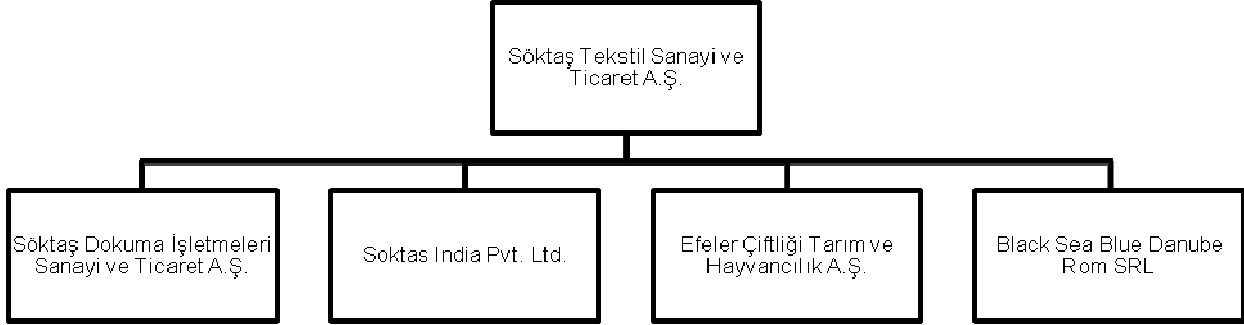 Söktaş Tekstil Sanayi ve
Ticaret A.Ş.
Söktaş Dokuma İşletmeleri
Sanayi ve Ticaret A.Ş.
Soktas India Pvt. Ltd.
Efeler Çiftliği Tarım ve
Hayvancılık A.Ş.
Black Sea Blue Danube
Rom SRL